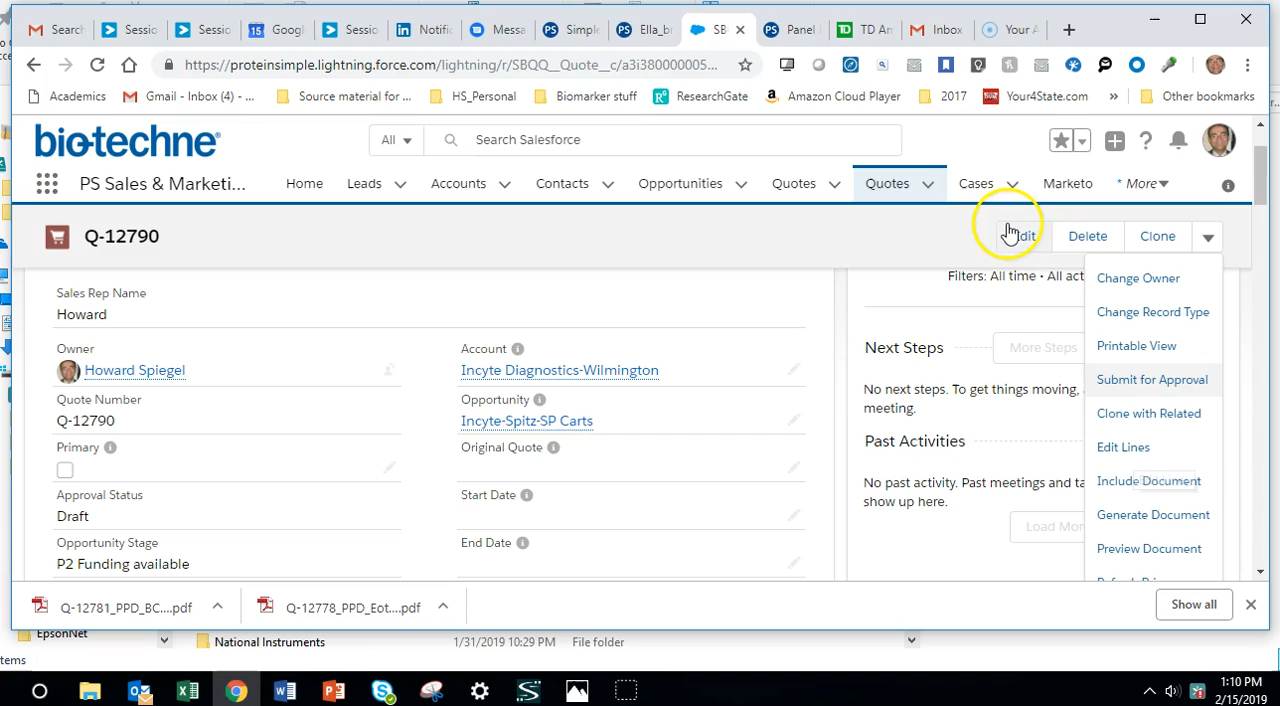 Search
Sessio
Sessio
Googl
Sessio
Notific
Messa
Simple
Ella_br
SB
Panel
TD An
Inbox
Your A
https://proteinsimple.lightning.force.com/lightning/r/SBQQ__Quote__c/a3i380000005...
Academics
Gmail - Inbox (4) - ...
Source material for ...
HS_Personal
Biomarker stuff
ResearchGate
Amazon Cloud Player
2017
Your4State.com
»
Other bookmarks
bio-techne®
All
Search Salesforce
PS Sales & Marketi...
Home
Leads
Accounts
Contacts
Opportunities
Quotes
Quotes
Cases
Marketo
* More
Q-12790
Edit
Delete
Clone
Change Owner
Change Record Type
Printable View
Submit for Approval
Clone with Related
Edit Lines
Include Document
Generate Document
Preview Document
Sales Rep Name
Howard
Owner
Howard Spiegel
Account
Incyte Diagnostics-Wilmington
Quote Number
Q-12790
Opportunity
Incyte-Spitz-SP Carts
Primary
Original Quote
Approval Status
Draft
Start Date
Opportunity Stage
P2 Funding available
End Date
Filters: All time • All act
Next Steps
More Steps
No next steps. To get things moving,
meeting.
Past Activities
No past activity. Past meetings and ta
show up here.
Load Mor
Q-12781_PPD_BC....pdf
Q-12778_PPD_Eot....pdf
Show all
EpsonNet
National Instruments
1/31/2019 10:29 PM
File folder
tems
1:10 PM
2/15/2019